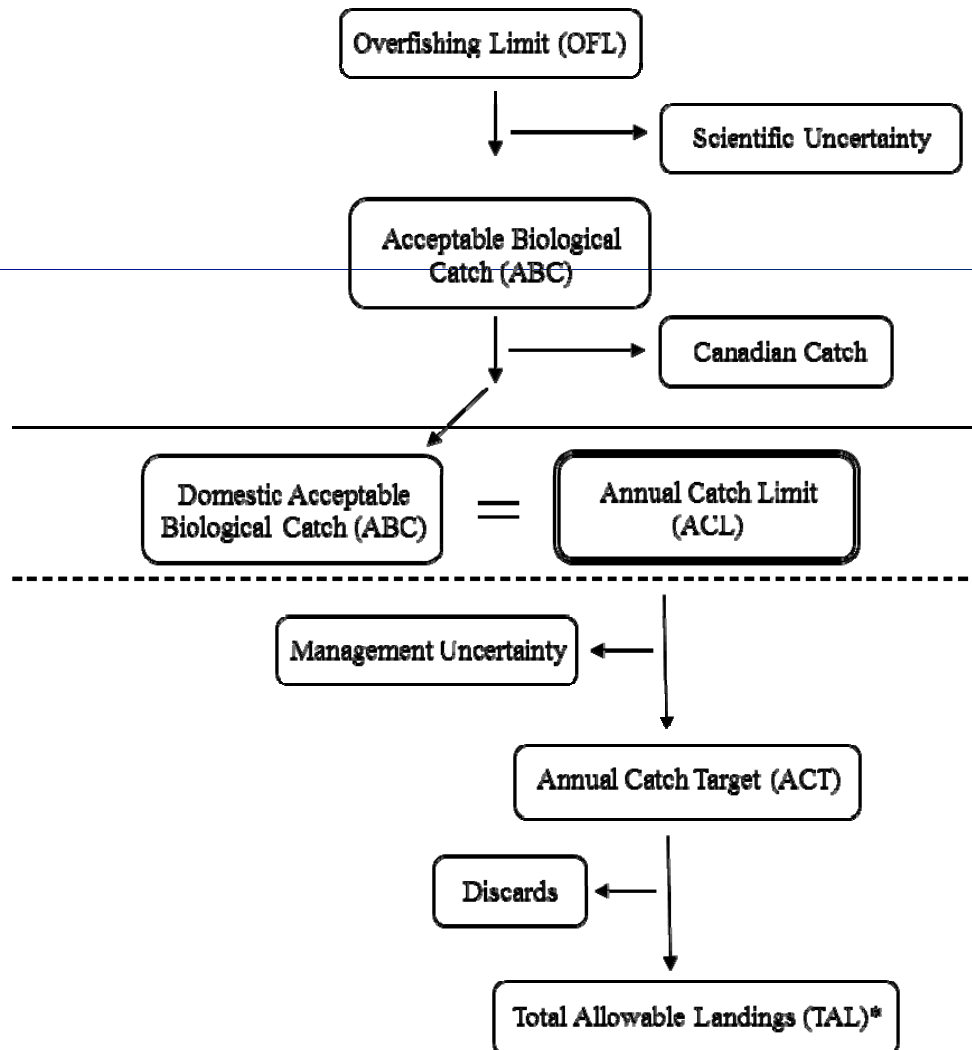 Overfishing Limit (OFL)
Scientific Uncertainty
Acceptable Biological
Catch (ABC)
Canadian Catch
Domestic Acceptable
Biological Catch (ABC)
=
Annual Catch Limit
(ACL)
Management Uncertainty
Annual Catch Target (ACT)
Discards
Total Allowable Landings (TAL)*